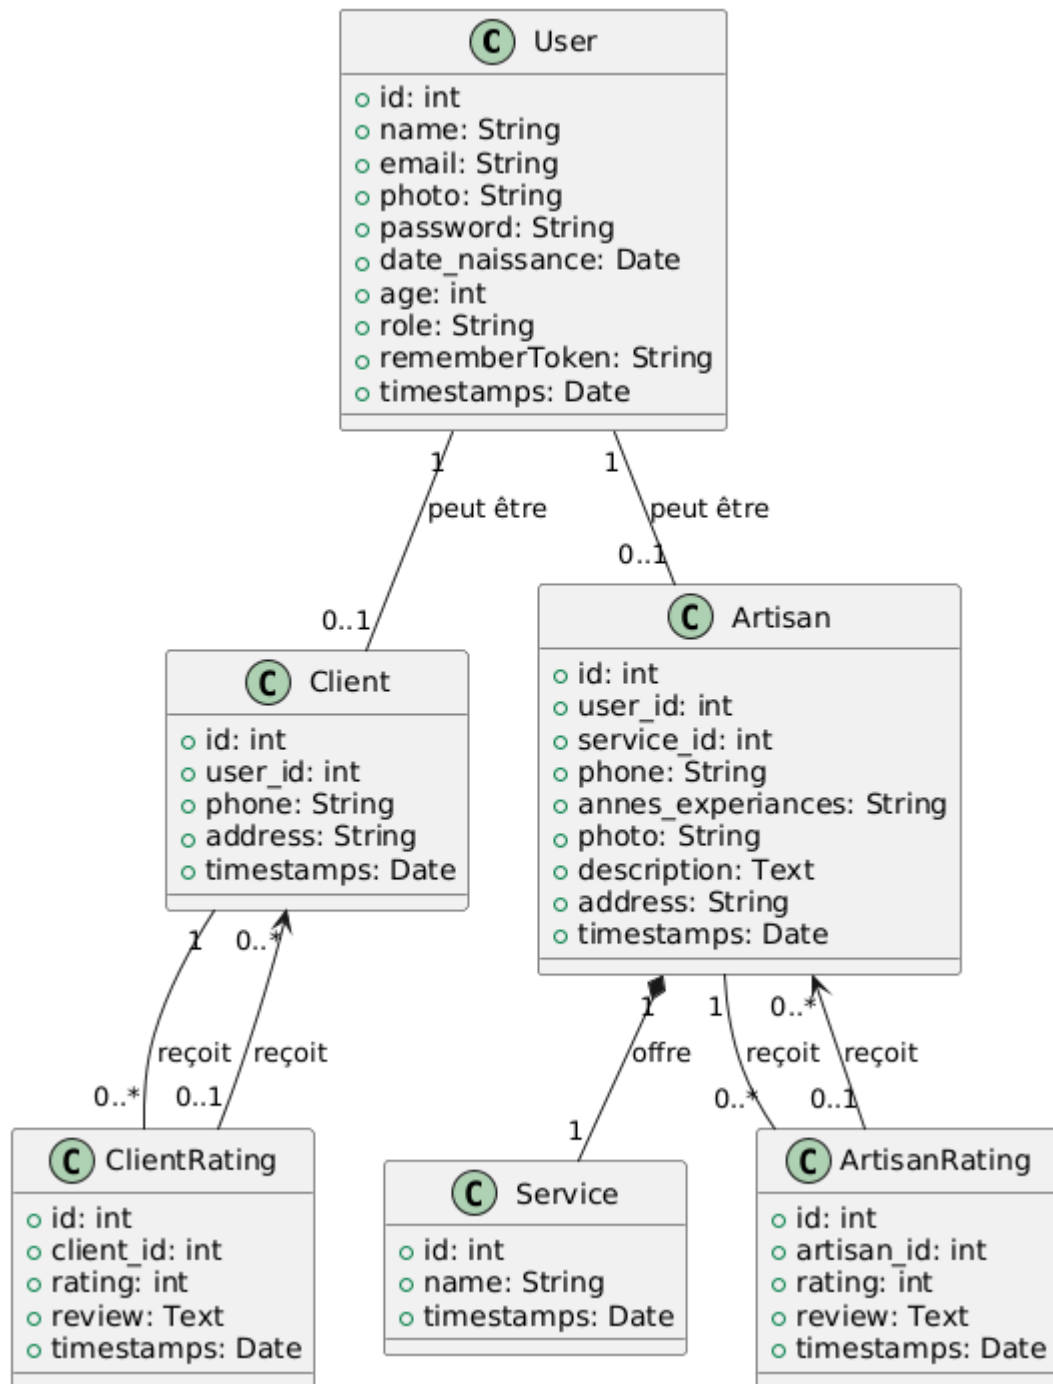 C User
id: int
name: String
email: String
photo: String
password: String
date_naissance: Date
age: int
role: String
rememberToken: String
timestamps: Date
1
1
peut être
peut être
0..1
0..1
C Client
id: int
user_id: int
phone: String
address: String
timestamps: Date
C Artisan
id: int
user_id: int
service_id: int
phone: String
annes_experiances: String
photo: String
description: Text
address: String
timestamps: Date
1
0..*
1
1
0..*
reçoit
reçoit
offre
reçoit
reçoit
0..*
0..1
1
0..*
0..1
C ClientRating
id: int
client_id: int
rating: int
review: Text
timestamps: Date
C Service
id: int
name: String
timestamps: Date
C ArtisanRating
id: int
artisan_id: int
rating: int
review: Text
timestamps: Date